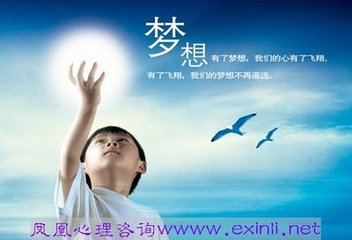 梦想
有了梦想，我们的心有了飞翔。
有了飞翔，我们的梦想不再遥远。
凤凰心理咨询wwww.exinli.net